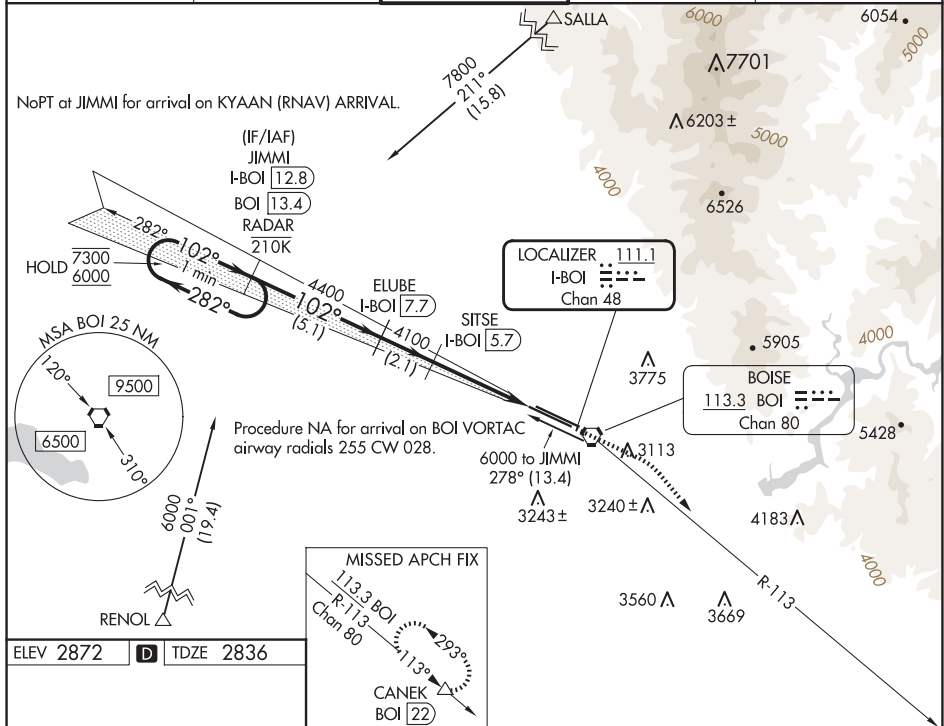 SALLA
7800
211°
(15.8)
6000
6054
5000
7701
6203 ±
5000
4000
6526
NoPT at JIMMI for arrival on KYAAN (RNAV) ARRIVAL.
(IF/IAF)
JIMMI
I-BOI 12.8
BOI 13.4
RADAR
210K
282°
102°
HOLD 7300
6000
1 min
282°
4400
102°
(5.1)
ELUBE
I-BOI 7.7
4100
(2.1)
SITSE
I-BOI 5.7
LOCALIZER 111.1
I-BOI
Chan 48
5905
4000
3775
BOISE
113.3 BOI
Chan 80
5428
MSA BOI 25 NM
120°
9500
6500
310°
Procedure NA for arrival on BOI VORTAC
airway radials 255 CW 028.
6000 to JIMMI
278° (13.4)
3113
3243 ±
3240 ±
4183
4000
6000
001°
(19.4)
RENOL
MISSED APCH FIX
113.3 BOI
R-113
Chan 80
293°
113°
CANEK
BOI 22
3560
3669
R-113
ELEV 2872 D TDZE 2836